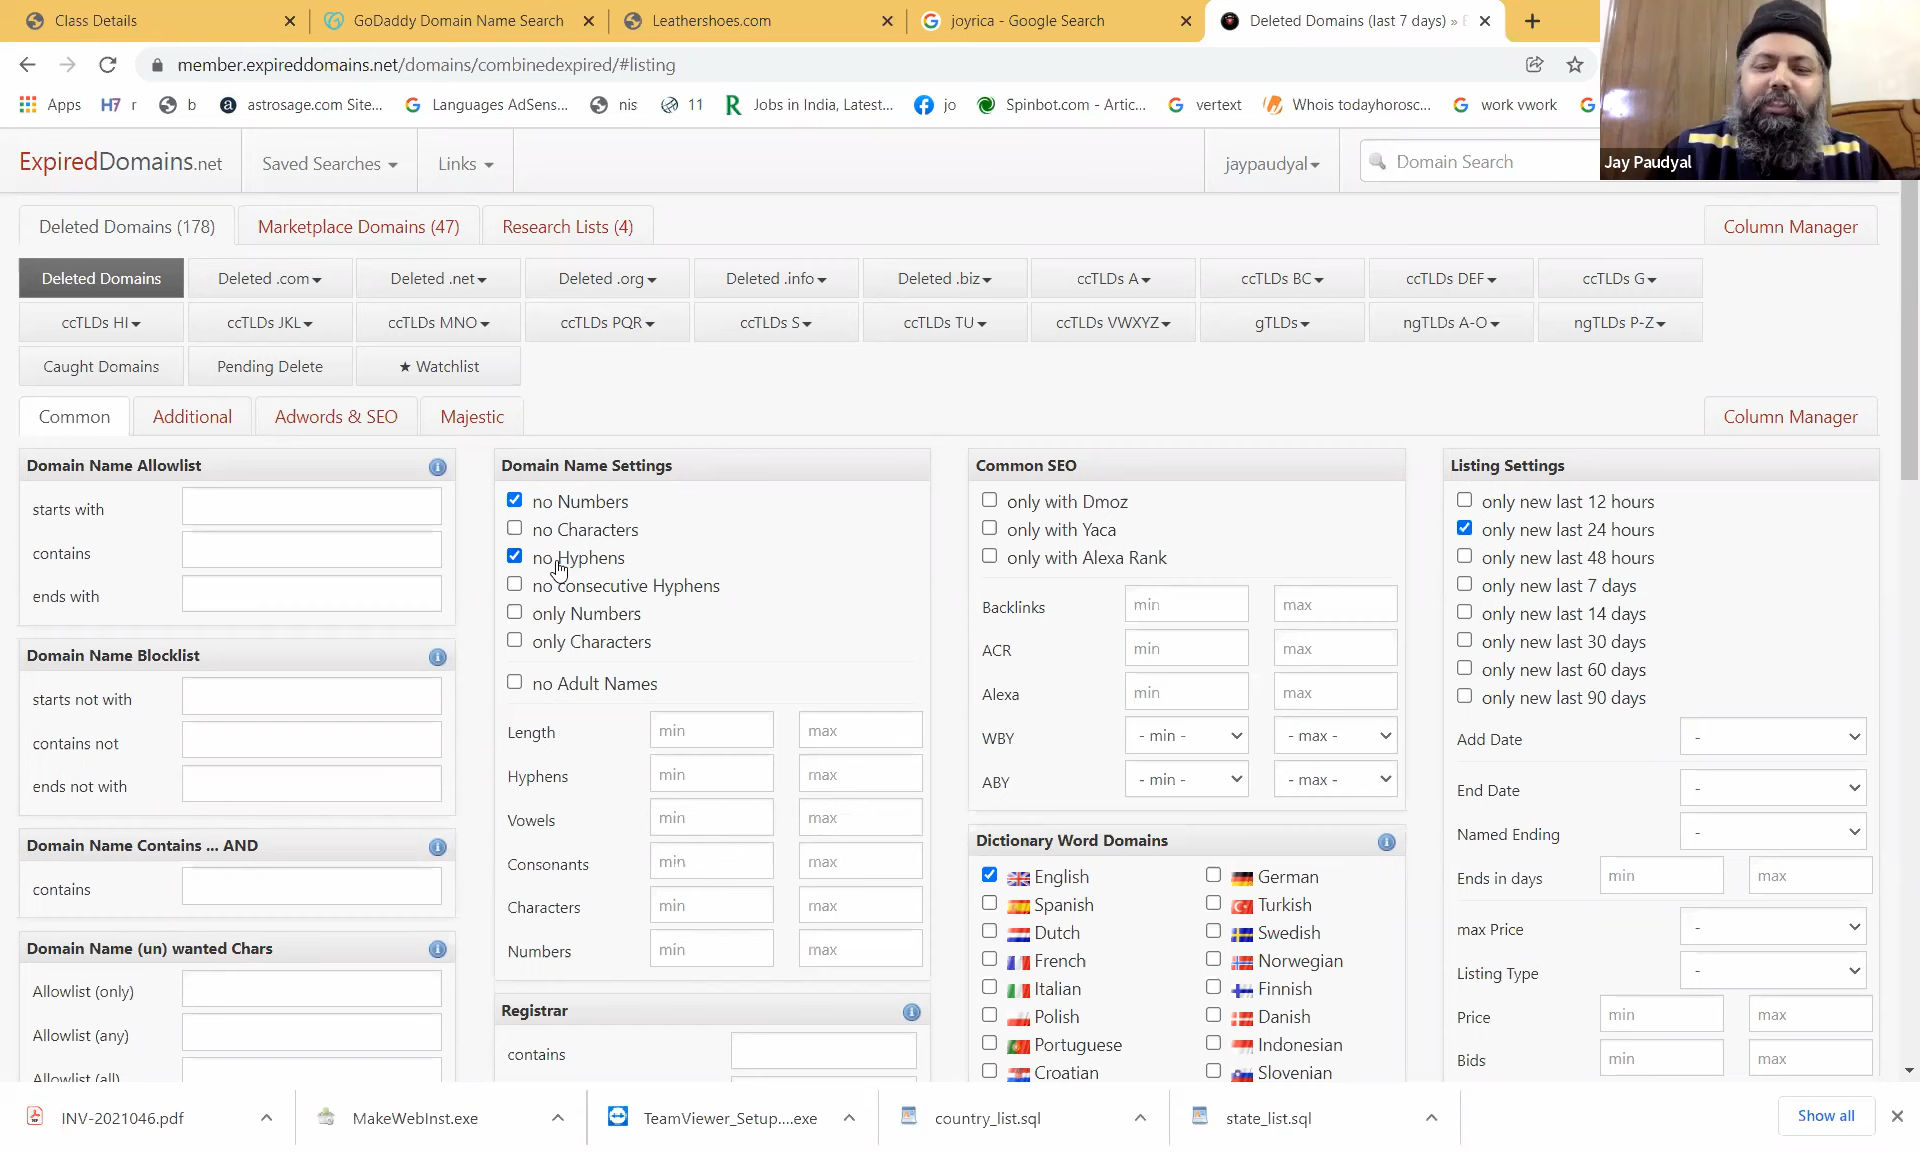 Class Details
GoDaddy Domain Name Search
Leathershoes.com
joyrica - Google Search
Deleted Domains (last 7 days) »
member.expireddomains.net/domains/combinedexpired/#listing
Apps
H7 r
b
astrosage.com Site...
Languages AdSens...
nis
11
Jobs in India, Latest...
jo
Spinbot.com - Artic...
vertext
Whois todayhorosc...
work vwork
ExpiredDomains.net
Saved Searches
Links
jaypaudyal
Domain Search
Jay Paudyal
Deleted Domains (178)
Marketplace Domains (47)
Research Lists (4)
Column Manager
Deleted Domains
Deleted .com
Deleted .net
Deleted .org
Deleted .info
Deleted .biz
ccTLDs A
ccTLDs BC
ccTLDs DEF
ccTLDs G
ccTLDs HI
ccTLDs JKL
ccTLDs MNO
ccTLDs PQR
ccTLDs S
ccTLDs TU
ccTLDs VWXYZ
gTLDs
ngTLDs A-O
ngTLDs P-Z
Caught Domains
Pending Delete
★ Watchlist
Common
Additional
Adwords & SEO
Majestic
Column Manager
Domain Name Allowlist
starts with
contains
ends with
Domain Name Blocklist
starts not with
contains not
ends not with
Domain Name Contains ... AND
contains
Domain Name (un) wanted Chars
Allowlist (only)
Allowlist (any)
Allowlist (all)
Domain Name Settings
no Numbers
no Characters
no Hyphens
no consecutive Hyphens
only Numbers
only Characters
no Adult Names
Length min max
Hyphens min max
Vowels min max
Consonants min max
Characters min max
Numbers min max
Registrar
contains
Common SEO
only with Dmoz
only with Yaca
only with Alexa Rank
Backlinks min max
ACR min max
Alexa min max
WBY - min - - max -
ABY - min - - max -
Dictionary Word Domains
English German
Spanish Turkish
Dutch Swedish
French Norwegian
Italian Finnish
Polish Danish
Portuguese Indonesian
Croatian Slovenian
Listing Settings
only new last 12 hours
only new last 24 hours
only new last 48 hours
only new last 7 days
only new last 14 days
only new last 30 days
only new last 60 days
only new last 90 days
Add Date -
End Date -
Named Ending -
Ends in days min max
max Price -
Listing Type -
Price min max
Bids min max
INV-2021046.pdf
MakeWebInst.exe
TeamViewer_Setup....exe
country_list.sql
state_list.sql
Show all